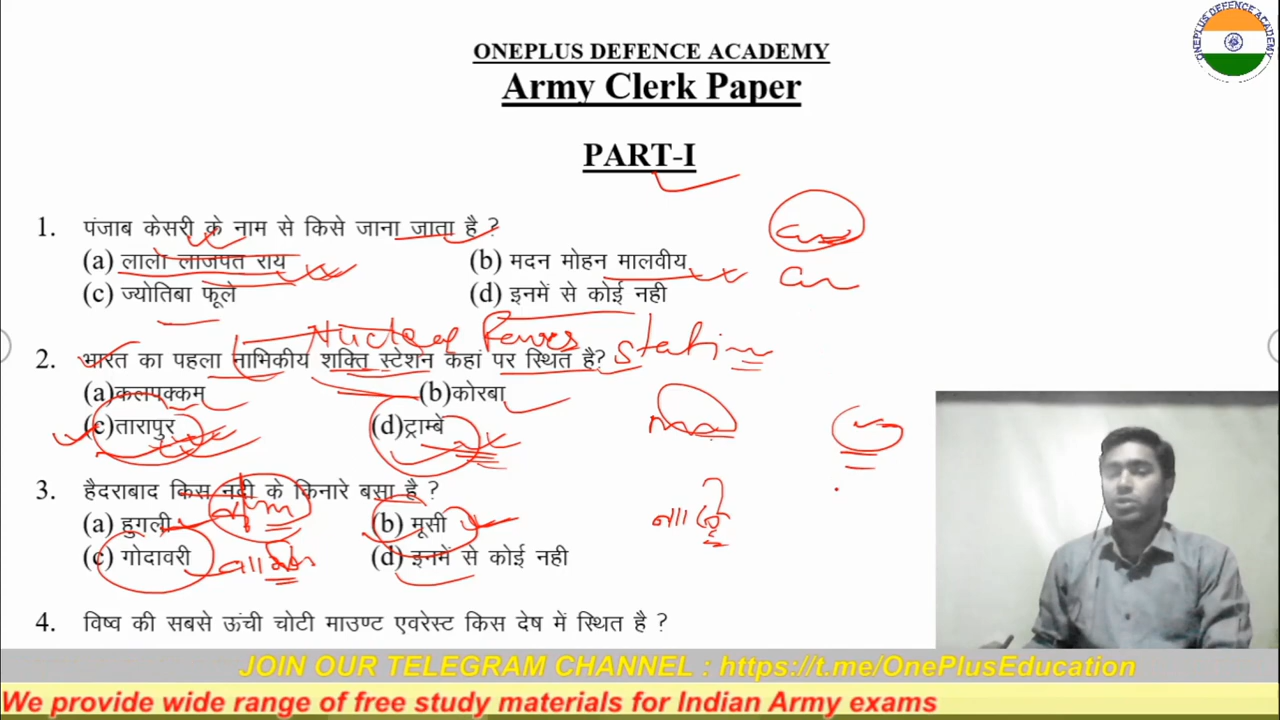 ONEPLUS DEFENCE ACADEMY
Army Clerk Paper
ONEPLUS DEFENCE ACADEMY
PART-I
1. पंजाब केसरी के नाम से किसे जाना जाता है ?
(a) लाला लाजपत राय (b) मदन मोहन मालवीय
(c) ज्योतिबा फूले (d) इनमें से कोई नही
Nuclear Power Station
2. भारत का पहला नाभिकीय शक्ति स्टेशन कहां पर स्थित है?
(a)कलपक्कम (b)कोरबा
(c)तारापुर (d)ट्राम्बे
3. हैदराबाद किस नदी के किनारे बसा है ?
(a) हुगली (b) मूसी
(c) गोदावरी (d) इनमें से कोई नही
4. विष्व की सबसे ऊंची चोटी माउण्ट एवरेस्ट किस देष में स्थित है ?
JOIN OUR TELEGRAM CHANNEL : https://t.me/OnePlusEducation
We provide wide range of free study materials for Indian Army exams